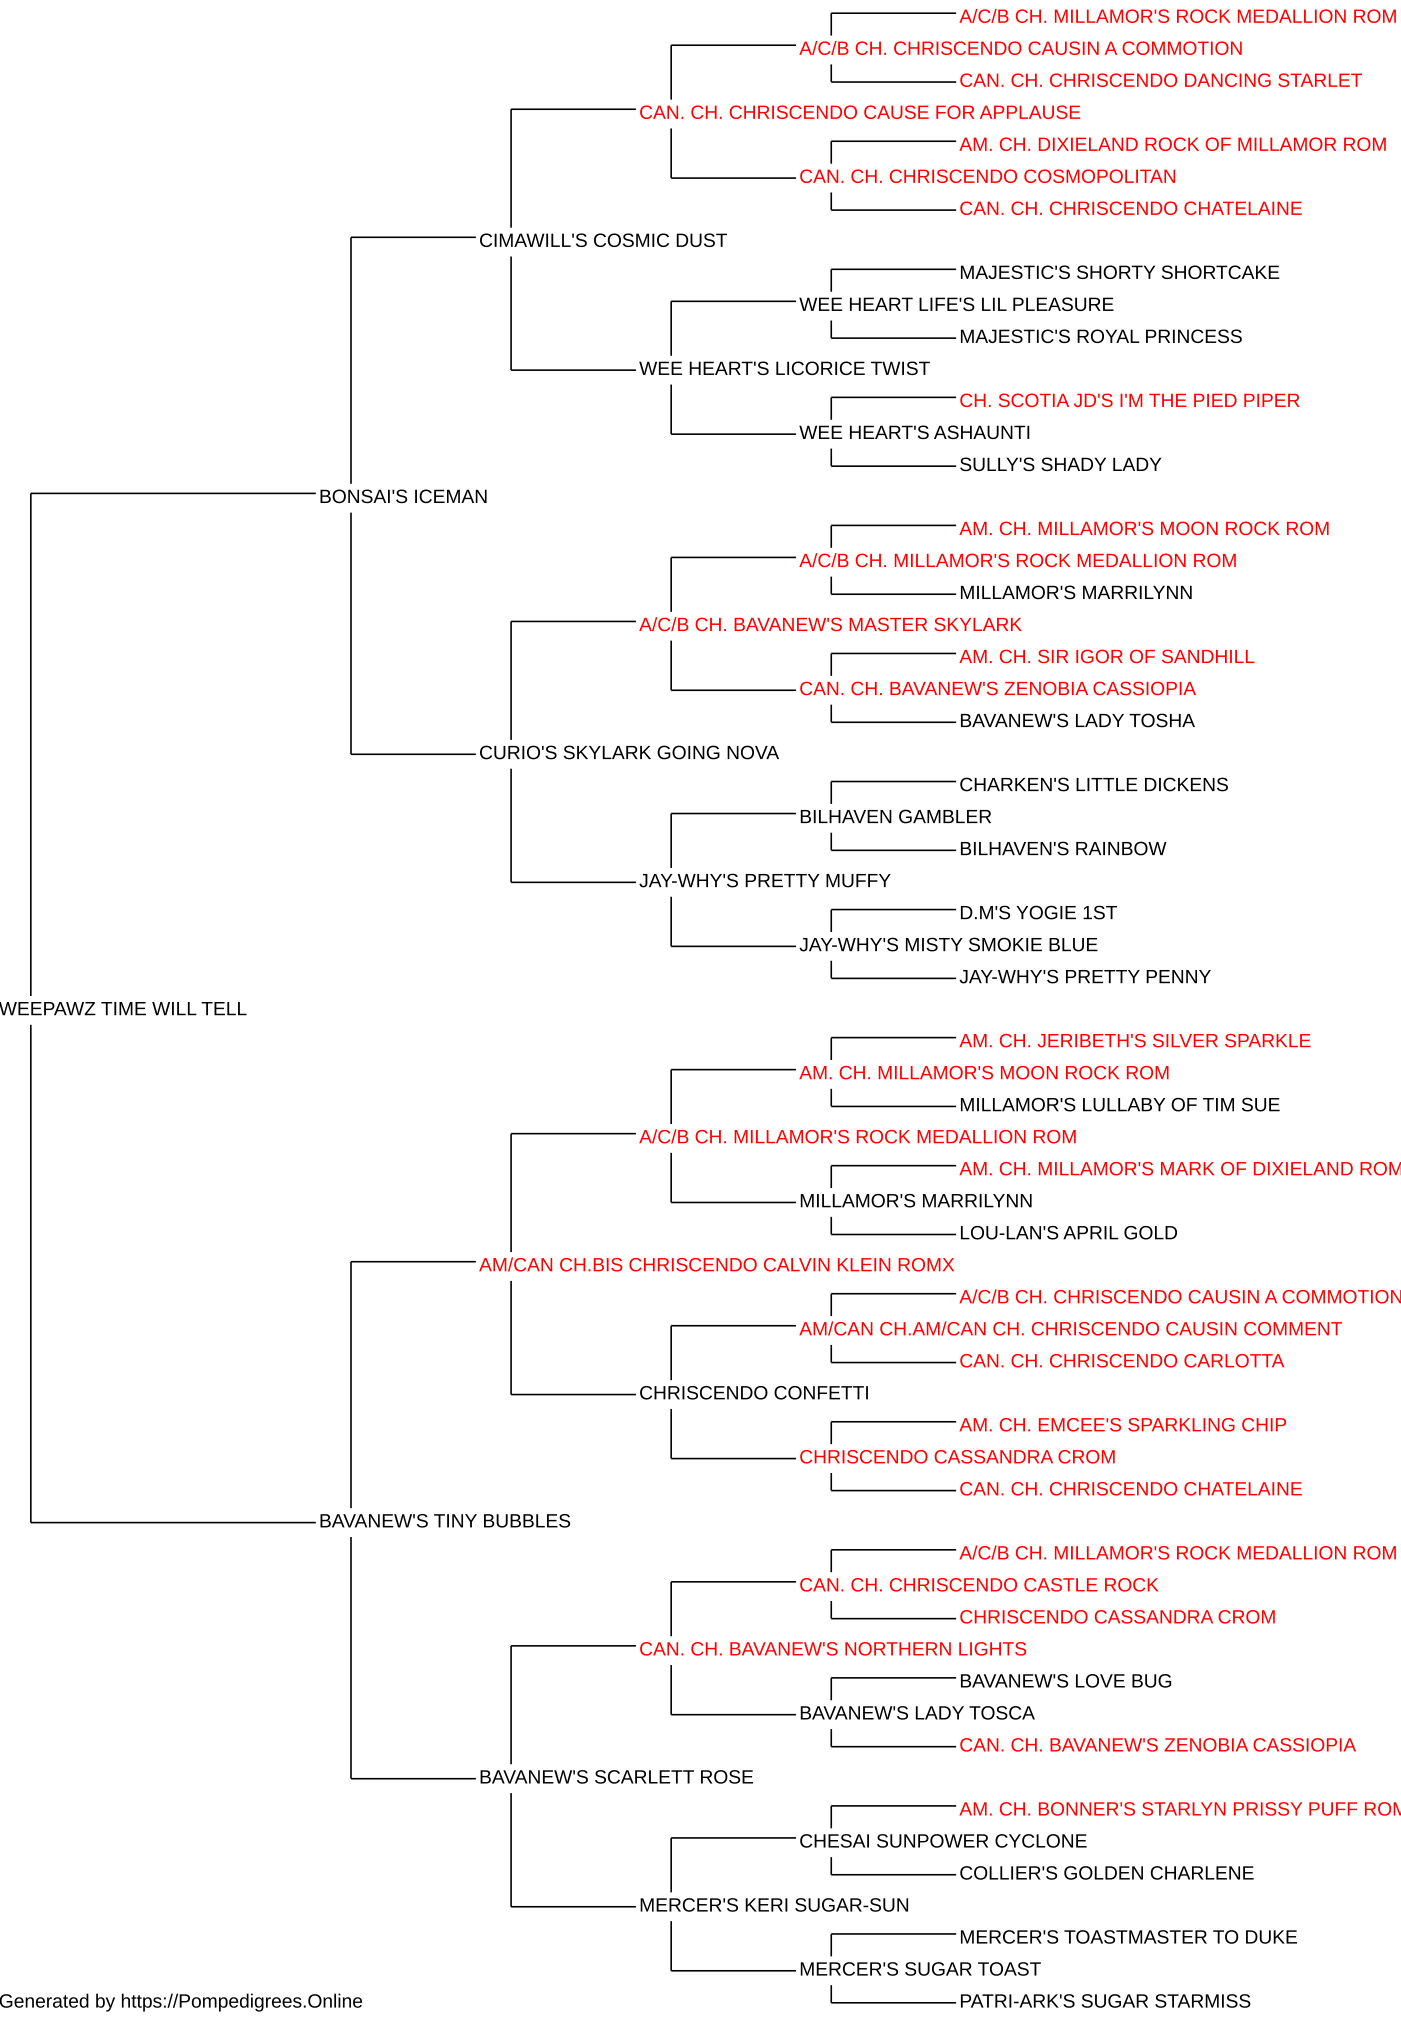 A/C/B CH. MILLAMOR'S ROCK MEDALLION ROM
A/C/B CH. CHRISCENDO CAUSIN A COMMOTION
CAN. CH. CHRISCENDO DANCING STARLET
CAN. CH. CHRISCENDO CAUSE FOR APPLAUSE
AM. CH. DIXIELAND ROCK OF MILLAMOR ROM
CAN. CH. CHRISCENDO COSMOPOLITAN
CAN. CH. CHRISCENDO CHATELAINE
CIMAWILL'S COSMIC DUST
MAJESTIC'S SHORTY SHORTCAKE
WEE HEART LIFE'S LIL PLEASURE
MAJESTIC'S ROYAL PRINCESS
WEE HEART'S LICORICE TWIST
CH. SCOTIA JD'S I'M THE PIED PIPER
WEE HEART'S ASHAUNTI
SULLY'S SHADY LADY
BONSAI'S ICEMAN
AM. CH. MILLAMOR'S MOON ROCK ROM
A/C/B CH. MILLAMOR'S ROCK MEDALLION ROM
MILLAMOR'S MARRILYNN
A/C/B CH. BAVANEW'S MASTER SKYLARK
AM. CH. SIR IGOR OF SANDHILL
CAN. CH. BAVANEW'S ZENOBIA CASSIOPIA
BAVANEW'S LADY TOSHA
CURIO'S SKYLARK GOING NOVA
CHARKEN'S LITTLE DICKENS
BILHAVEN GAMBLER
BILHAVEN'S RAINBOW
JAY-WHY'S PRETTY MUFFY
D.M'S YOGIE 1ST
JAY-WHY'S MISTY SMOKIE BLUE
JAY-WHY'S PRETTY PENNY
WEEPAWZ TIME WILL TELL
AM. CH. JERIBETH'S SILVER SPARKLE
AM. CH. MILLAMOR'S MOON ROCK ROM
MILLAMOR'S LULLABY OF TIM SUE
A/C/B CH. MILLAMOR'S ROCK MEDALLION ROM
AM. CH. MILLAMOR'S MARK OF DIXIELAND ROM
MILLAMOR'S MARRILYNN
LOU-LAN'S APRIL GOLD
AM/CAN CH.BIS CHRISCENDO CALVIN KLEIN ROMX
A/C/B CH. CHRISCENDO CAUSIN A COMMOTION
AM/CAN CH.AM/CAN CH. CHRISCENDO CAUSIN COMMENT
CAN. CH. CHRISCENDO CARLOTTA
CHRISCENDO CONFETTI
AM. CH. EMCEE'S SPARKLING CHIP
CHRISCENDO CASSANDRA CROM
CAN. CH. CHRISCENDO CHATELAINE
BAVANEW'S TINY BUBBLES
A/C/B CH. MILLAMOR'S ROCK MEDALLION ROM
CAN. CH. CHRISCENDO CASTLE ROCK
CHRISCENDO CASSANDRA CROM
CAN. CH. BAVANEW'S NORTHERN LIGHTS
BAVANEW'S LOVE BUG
BAVANEW'S LADY TOSCA
CAN. CH. BAVANEW'S ZENOBIA CASSIOPIA
BAVANEW'S SCARLETT ROSE
AM. CH. BONNER'S STARLYN PRISSY PUFF ROM
CHESAI SUNPOWER CYCLONE
COLLIER'S GOLDEN CHARLENE
MERCER'S KERI SUGAR-SUN
MERCER'S TOASTMASTER TO DUKE
MERCER'S SUGAR TOAST
PATRI-ARK'S SUGAR STARMISS
Generated by https://Pompedigrees.Online